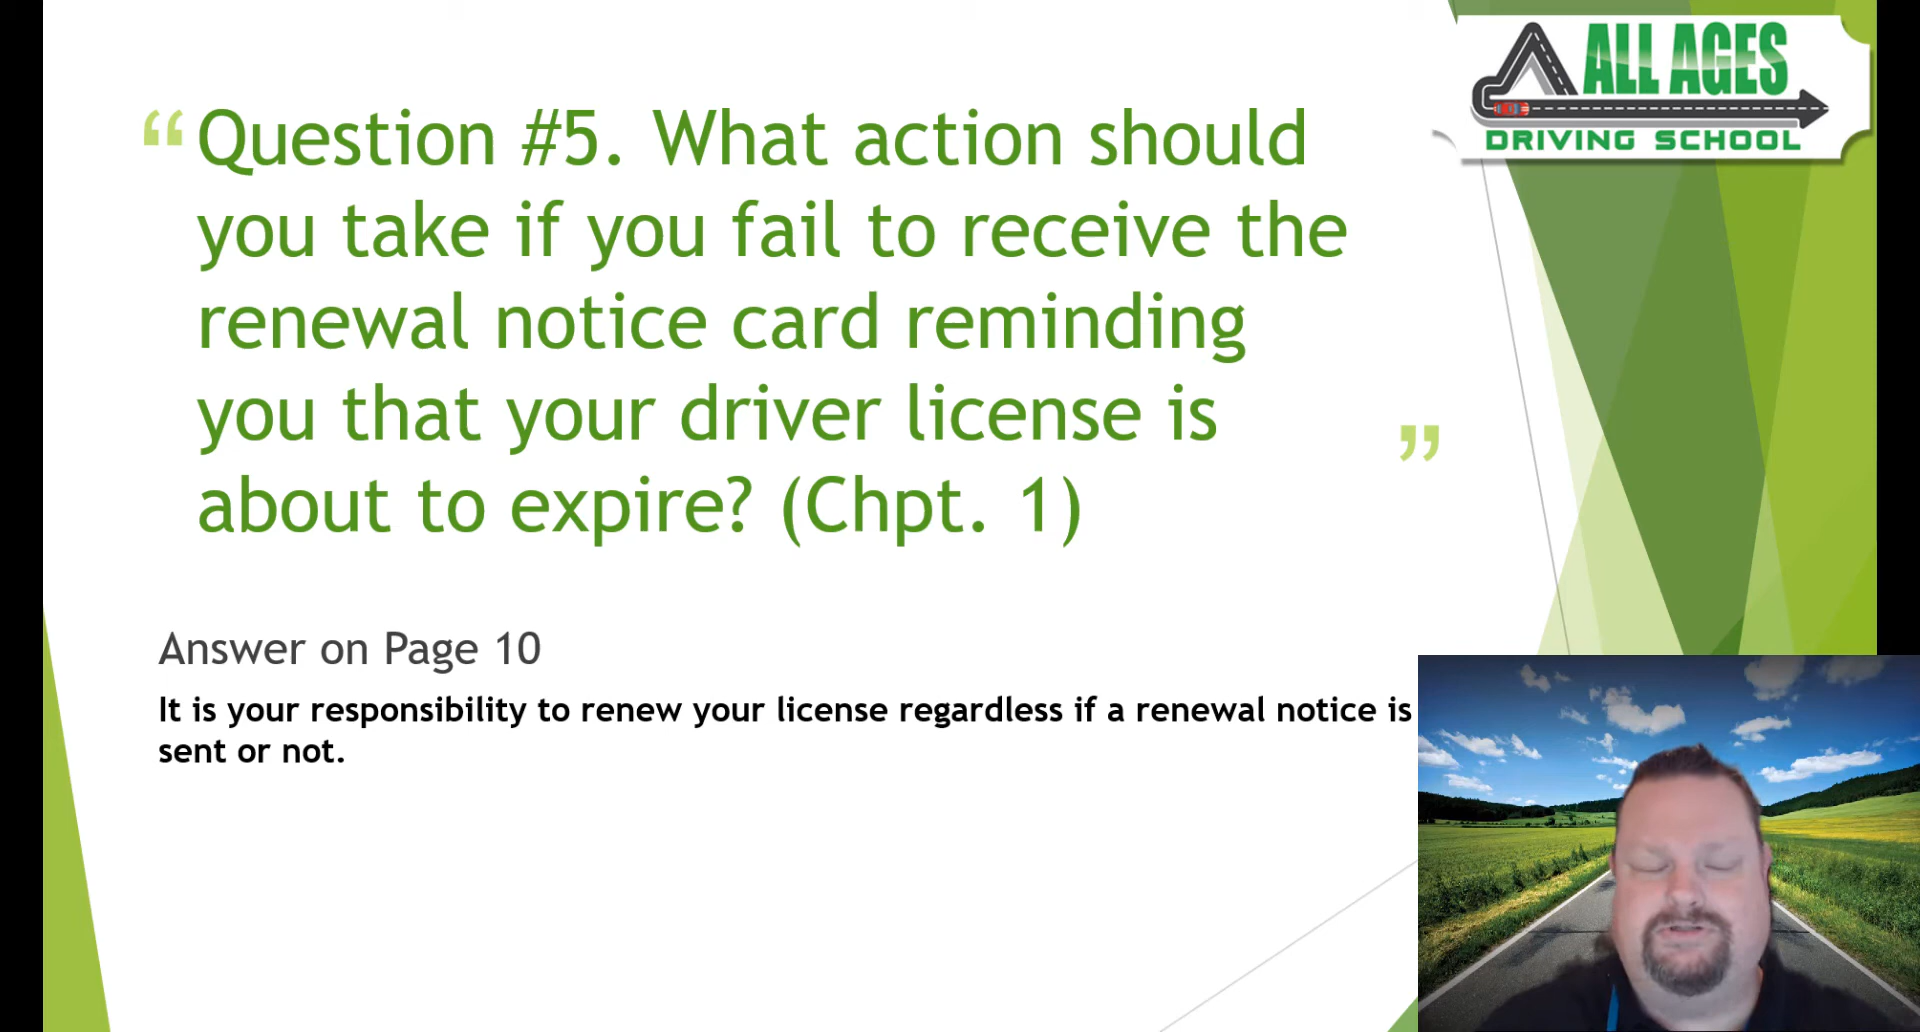 ALL AGES
DRIVING SCHOOL
“Question #5. What action should
you take if you fail to receive the
renewal notice card reminding
you that your driver license is
about to expire? (Chpt. 1)”
Answer on Page 10
It is your responsibility to renew your license regardless if a renewal notice is
sent or not.